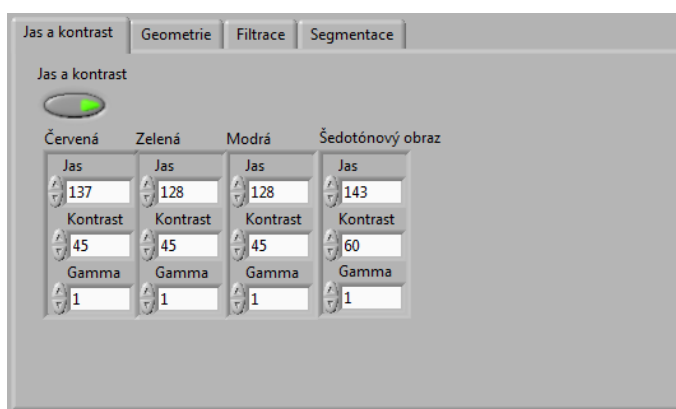 Jas a kontrast Geometrie Filtrace Segmentace
Jas a kontrast
Červená Zelená Modrá Šedotónový obraz
Jas Jas Jas Jas
137 128 128 143
Kontrast Kontrast Kontrast Kontrast
45 45 45 60
Gamma Gamma Gamma Gamma
1 1 1 1